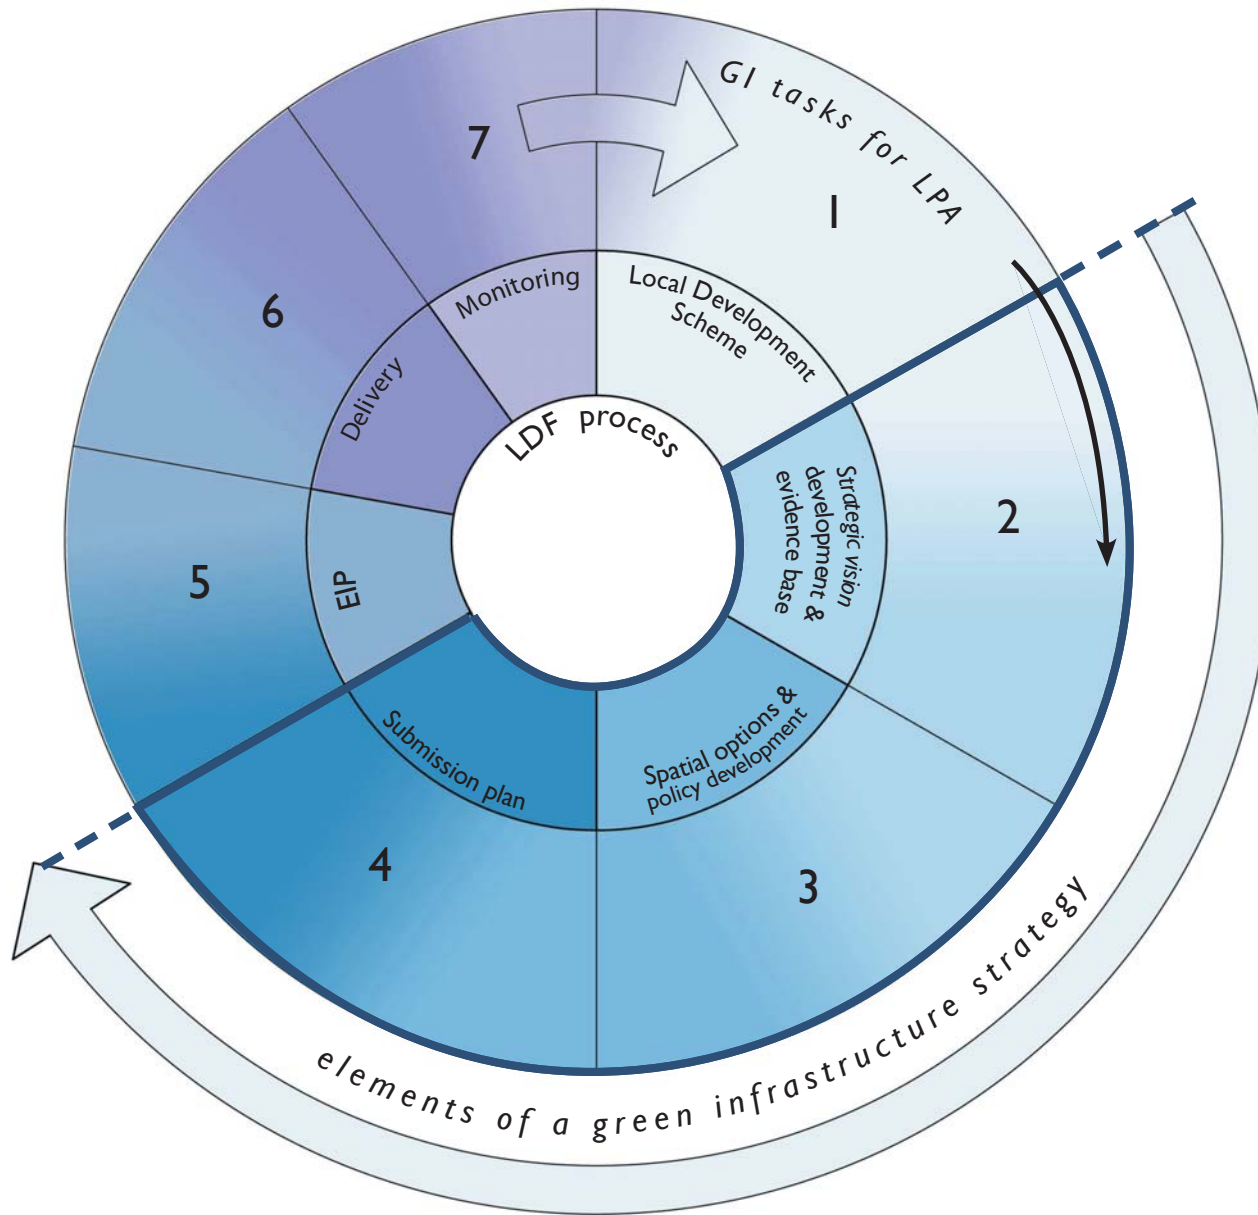 GI tasks for LPA
1
Local Development
Scheme
2
Strategic vision
development &
evidence base
3
Spatial options &
policy development
4
Submission plan
5
EIP
6
Delivery
7
Monitoring
LDF process
elements of a green infrastructure strategy